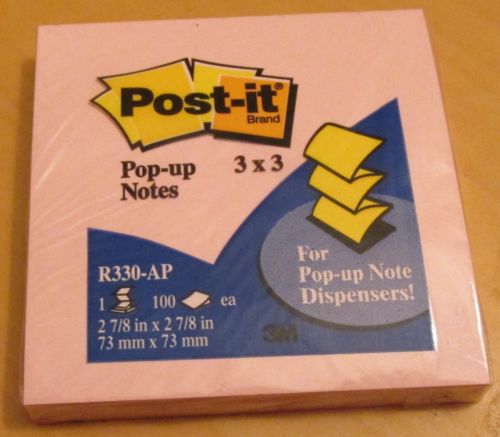 Post-it®
Brand
Pop-up
Notes
3 x 3
For
Pop-up Note
Dispensers!
R330-AP
1 100 ea
2 7/8 in x 2 7/8 in
73 mm x 73 mm
3M